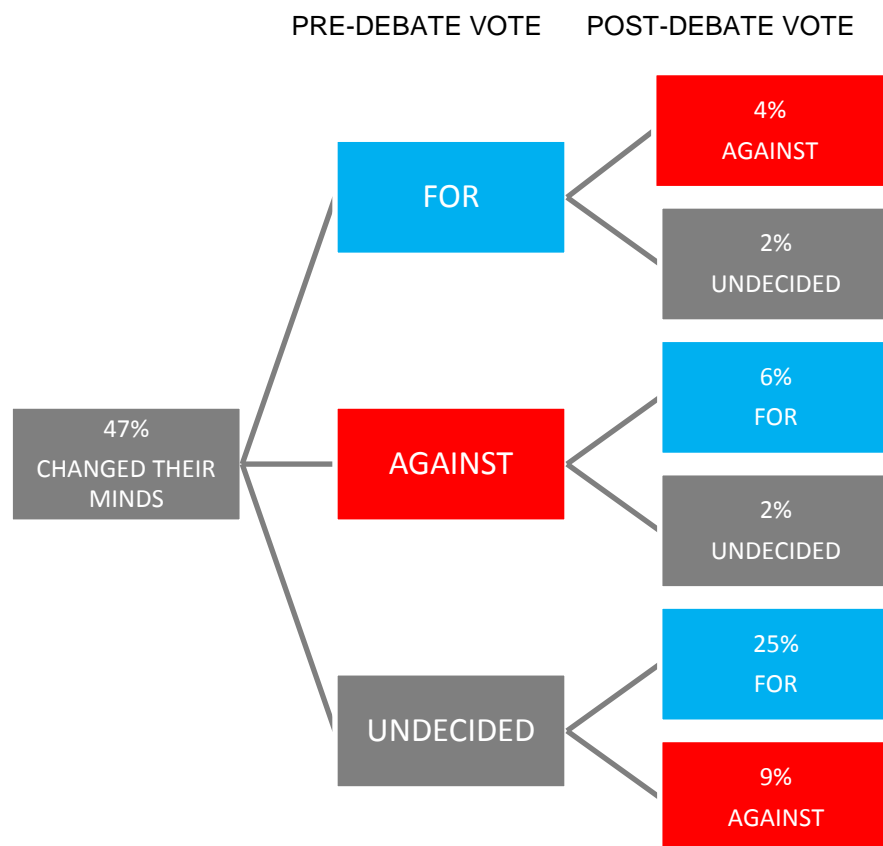 PRE-DEBATE VOTE POST-DEBATE VOTE
4%
AGAINST
FOR
2%
UNDECIDED
6%
FOR
47%
CHANGED THEIR
MINDS
AGAINST
2%
UNDECIDED
25%
FOR
UNDECIDED
9%
AGAINST